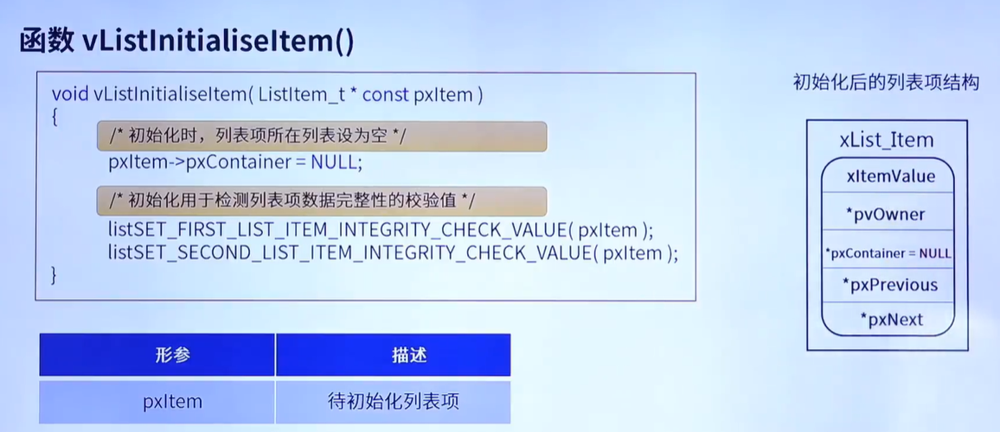 函数 vListInitialiseItem()
void vListInitialiseItem( ListItem_t * const pxItem )
{
/* 初始化时，列表项所在列表设为空 */
pxItem->pxContainer = NULL;
/* 初始化用于检测列表项数据完整性的校验值 */
listSET_FIRST_LIST_ITEM_INTEGRITY_CHECK_VALUE( pxItem );
listSET_SECOND_LIST_ITEM_INTEGRITY_CHECK_VALUE( pxItem );
}
形参 描述
pxItem 待初始化列表项
初始化后的列表项结构
xList_Item
xItemValue
*pvOwner
*pxContainer = NULL
*pxPrevious
*pxNext